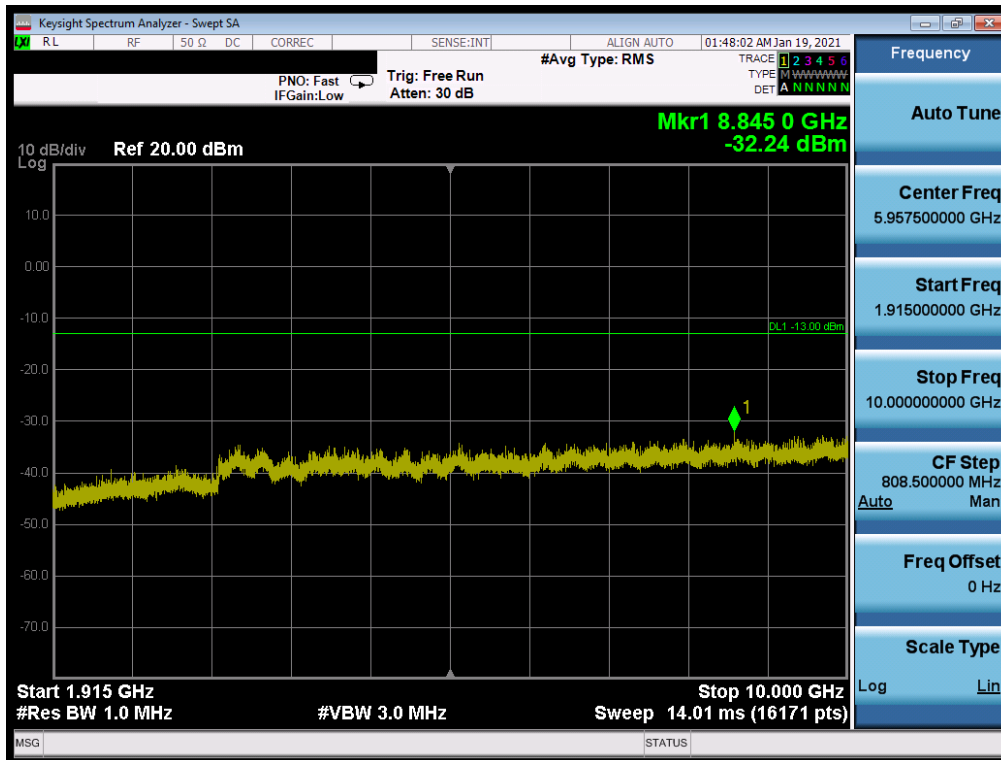 Keysight Spectrum Analyzer - Swept SA
LXI RL RF 50 Ω DC CORREC SENSE:INT ALIGN AUTO 01:48:02 AM Jan 19, 2021
PNO: Fast
IFGain:Low
Trig: Free Run
Atten: 30 dB
#Avg Type: RMS
TRACE 1 2 3 4 5 6
TYPE M WWWWW
DET A N N N N N
Mkr1 8.845 0 GHz
-32.24 dBm
10 dB/div Ref 20.00 dBm
Log
10.0
0.00
-10.0
DL1 -13.00 dBm
-20.0
-30.0
1
-40.0
-50.0
-60.0
-70.0
Start 1.915 GHz Stop 10.000 GHz
#Res BW 1.0 MHz #VBW 3.0 MHz Sweep 14.01 ms (16171 pts)
MSG STATUS
Frequency
Auto Tune
Center Freq
5.957500000 GHz
Start Freq
1.915000000 GHz
Stop Freq
10.000000000 GHz
CF Step
808.500000 MHz
Auto Man
Freq Offset
0 Hz
Scale Type
Log Lin